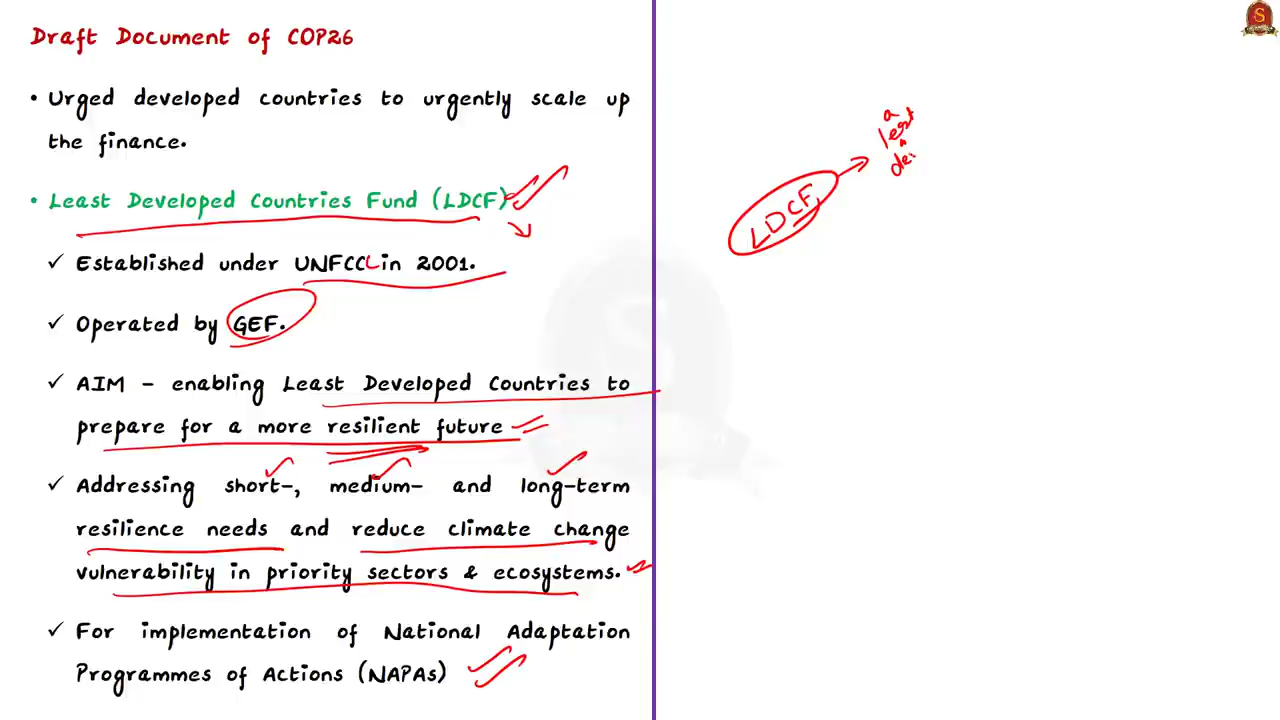 Draft Document of COP26
• Urged developed countries to urgently scale up
the finance.
• Least Developed Countries Fund (LDCF)
✓ Established under UNFCCC in 2001.
✓ Operated by GEF.
✓ AIM - enabling Least Developed Countries to
prepare for a more resilient future
✓ Addressing short-, medium- and long-term
resilience needs and reduce climate change
vulnerability in priority sectors & ecosystems.
✓ For implementation of National Adaptation
Programmes of Actions (NAPAs)
LDCF
a
least
S